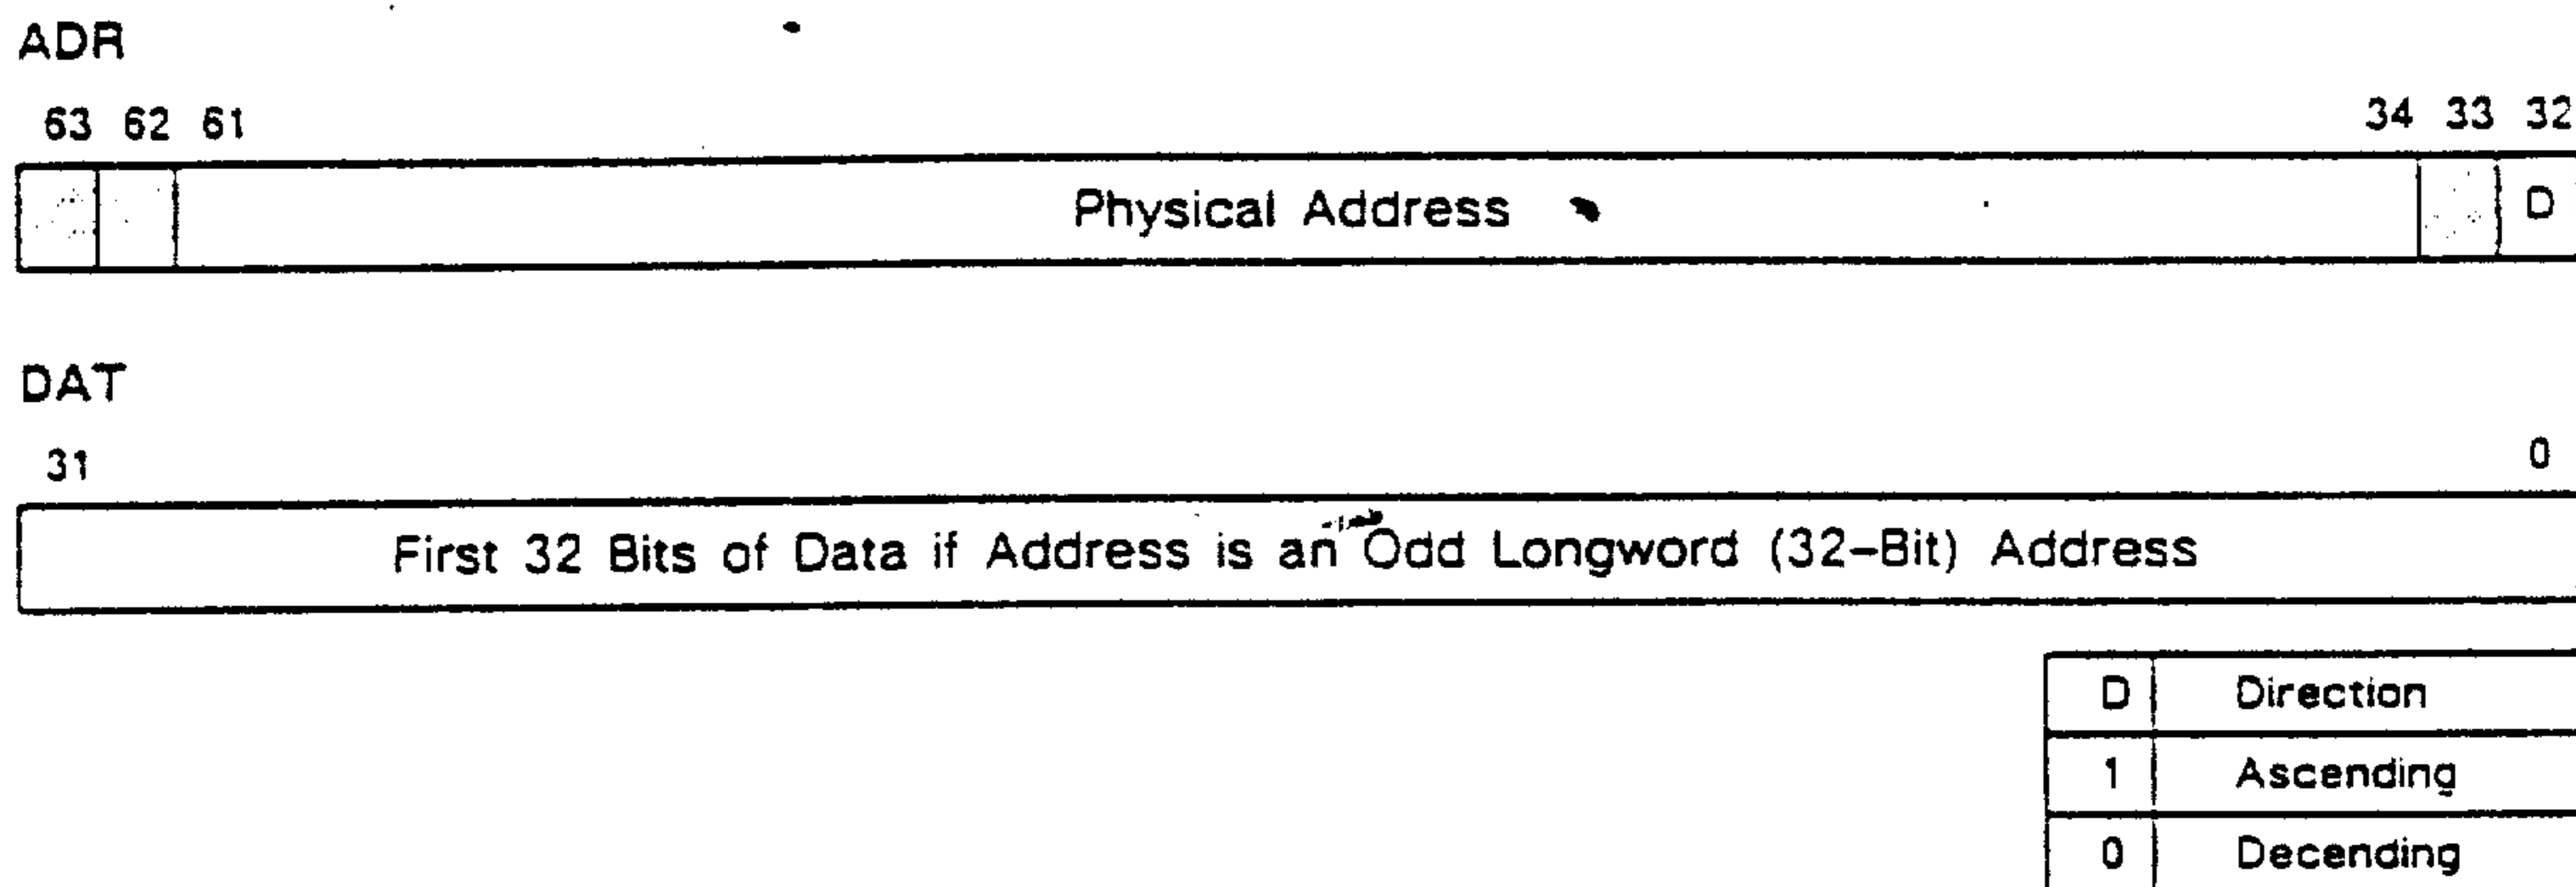 ADR
63 62 61 34 33 32
Physical Address D
DAT
31 0
First 32 Bits of Data if Address is an Odd Longword (32-Bit) Address
D Direction
1 Ascending
0 Decending